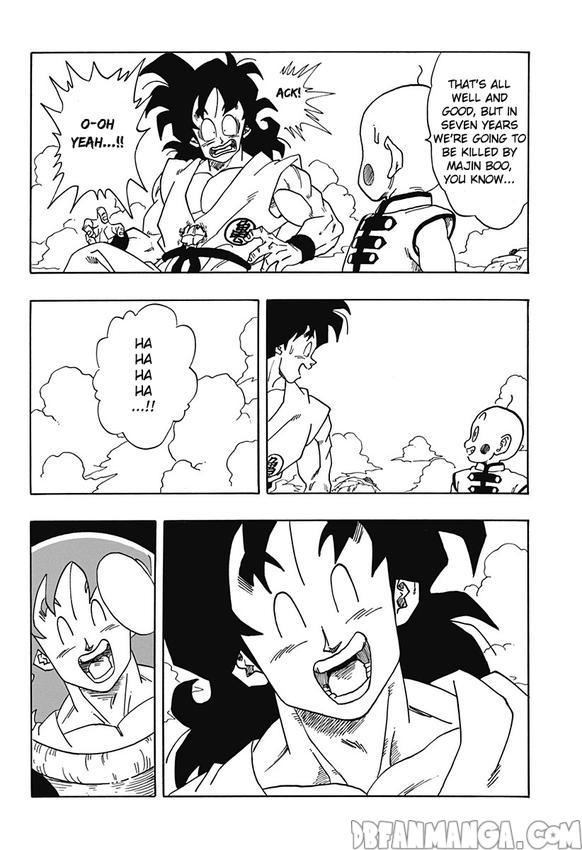 THAT'S ALL
WELL AND
GOOD, BUT IN
SEVEN YEARS
WE'RE GOING
TO BE KILLED BY
MAJIN BOO,
YOU KNOW...
ACK!
O-OH
YEAH...!!
HA
HA
HA
HA
...!!
DBFANMANGA.COM